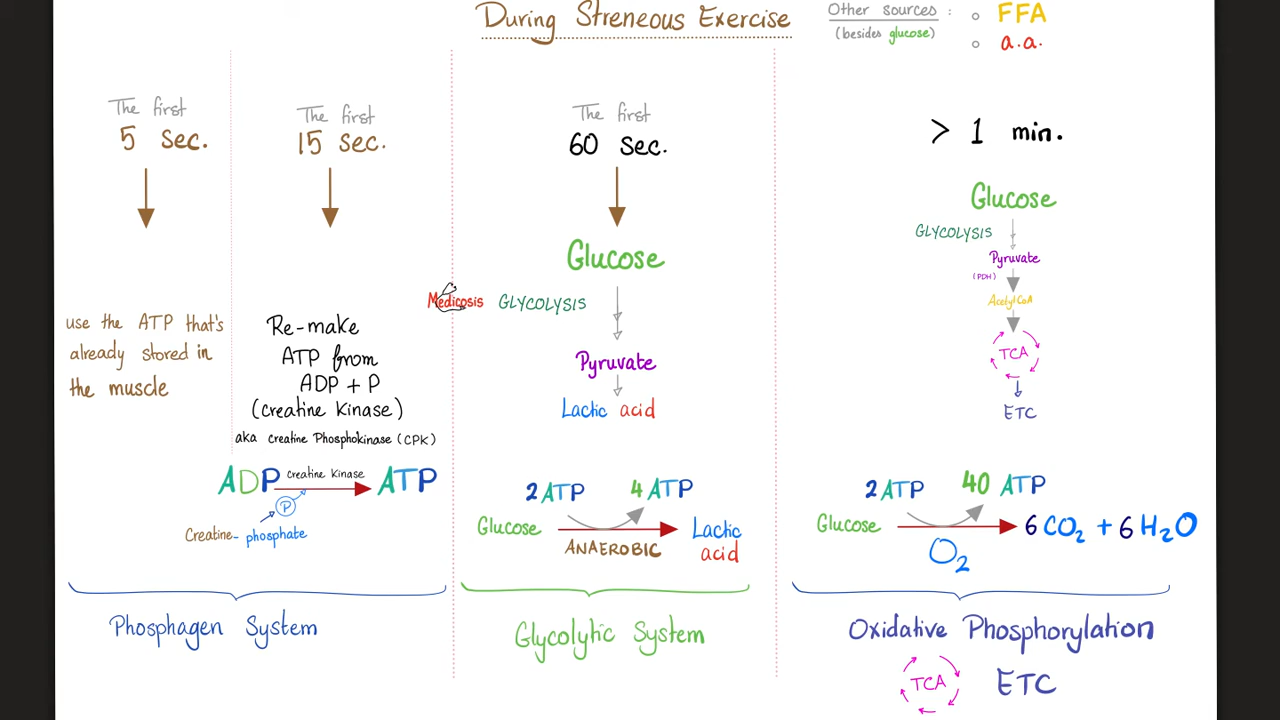 During Streneous Exercise
Other sources :
(besides glucose)
○ FFA
○ a.a.
The first
5 Sec.
use the ATP that's
already stored in
the muscle
The first
15 Sec.
Re-make
ATP from
ADP + P
(Creatine Kinase)
aka Creatine Phosphokinase (CPK)
ADP Creatine Kinase ATP
P
Creatine- phosphate
Phosphagen System
The first
60 Sec.
Glucose
Medicosis
GLYCOLYSIS
Pyruvate
Lactic acid
2 ATP 4 ATP
Glucose
ANAEROBIC
Lactic
acid
Glycolytic System
> 1 min.
Glucose
GLYCOLYSIS
Pyruvate
(PDH)
Acetyl CoA
TCA
ETC
2 ATP 40 ATP
Glucose 6 CO₂ + 6 H₂O
O₂
Oxidative Phosphorylation
TCA ETC